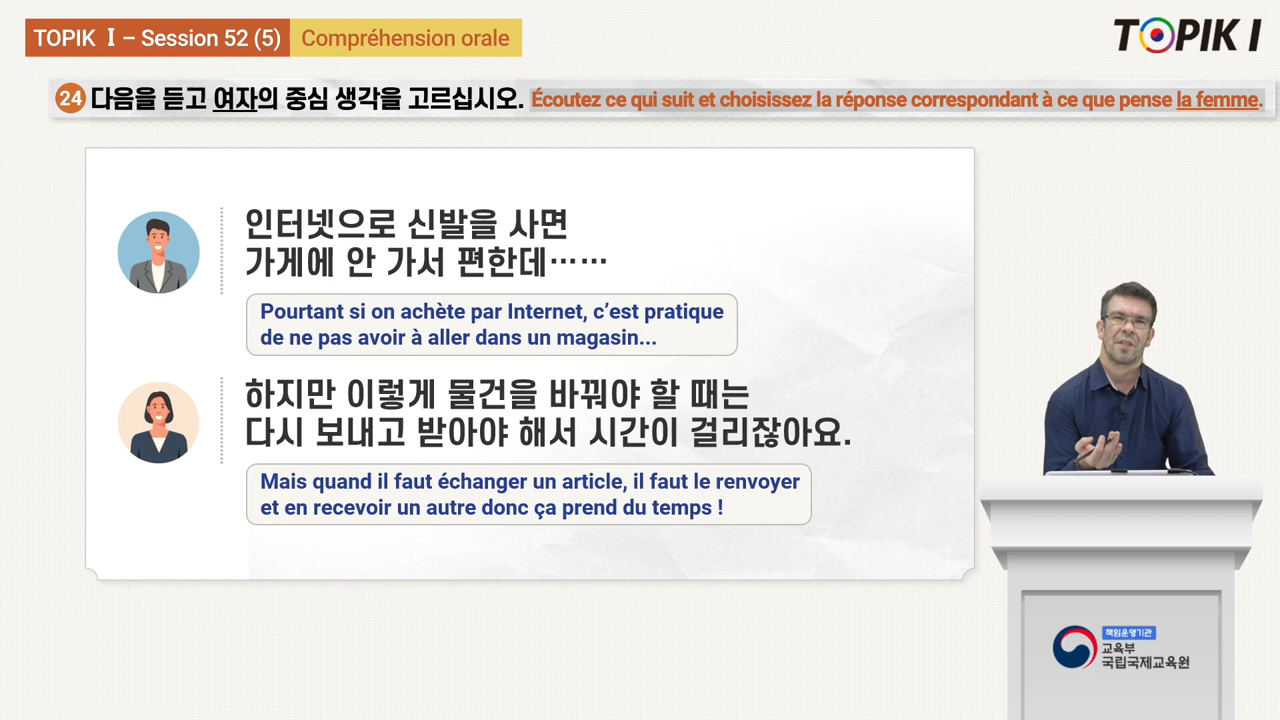 TOPIK Ⅰ – Session 52 (5) Compréhension orale
TOPIK I
24 다음을 듣고 여자의 중심 생각을 고르십시오. Écoutez ce qui suit et choisissez la réponse correspondant à ce que pense la femme.
인터넷으로 신발을 사면
가게에 안 가서 편한데⋯⋯
Pourtant si on achète par Internet, c’est pratique
de ne pas avoir à aller dans un magasin...
하지만 이렇게 물건을 바꿔야 할 때는
다시 보내고 받아야 해서 시간이 걸리잖아요.
Mais quand il faut échanger un article, il faut le renvoyer
et en recevoir un autre donc ça prend du temps !
책임운영기관
교육부
국립국제교육원